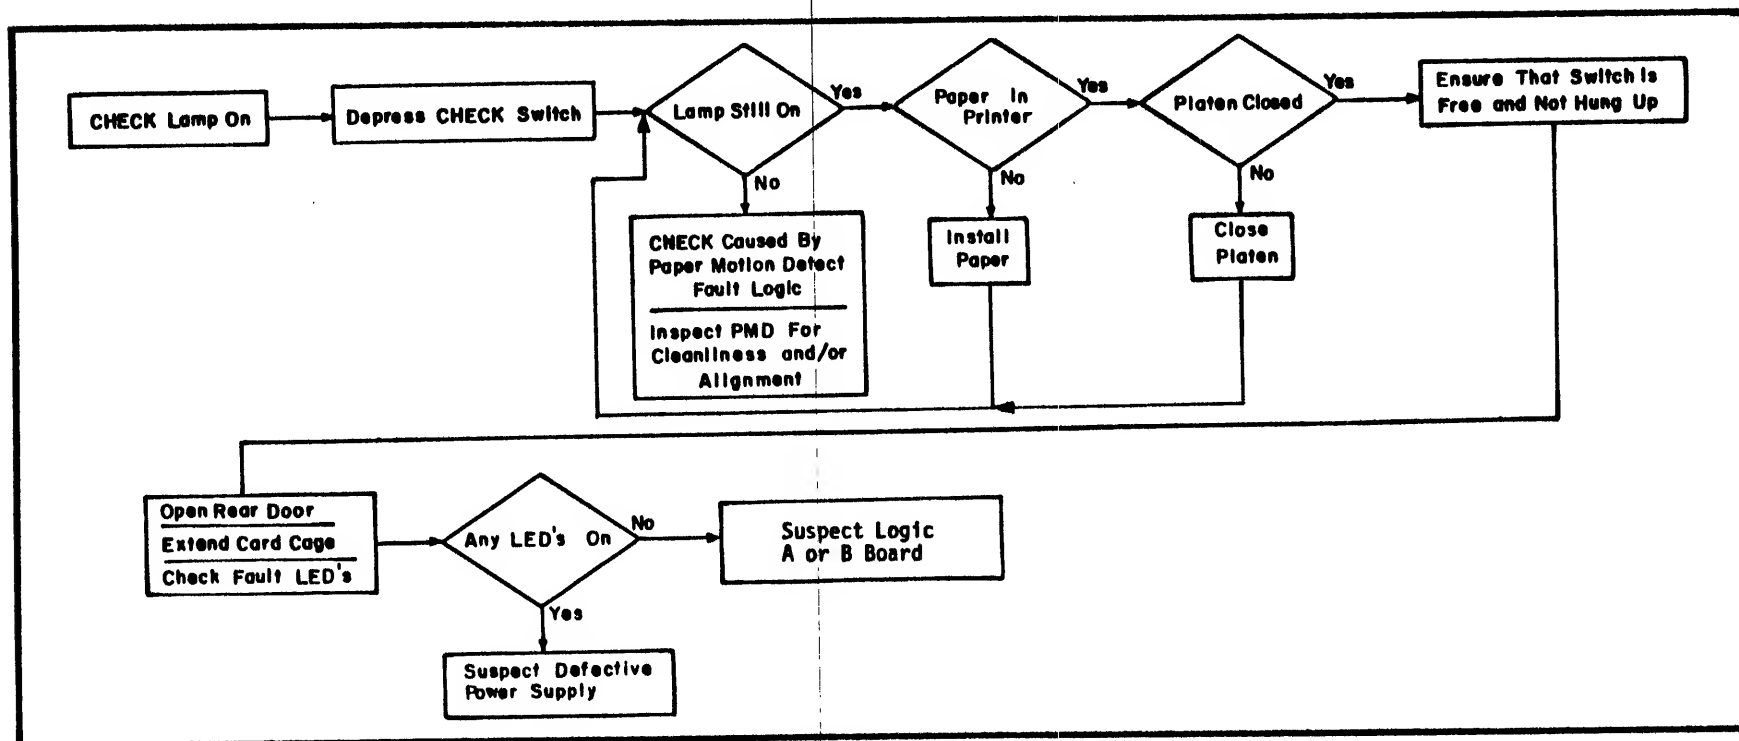 CHECK Lamp On
Depress CHECK Switch
Lamp Still On
Yes
No
Paper In
Printer
Yes
No
Platen Closed
Yes
No
Ensure That Switch is
Free and Not Hung Up
CHECK Caused By
Paper Motion Detect
Fault Logic
Inspect PMD For
Cleanliness and/or
Alignment
Install
Paper
Close
Platen
Open Rear Door
Extend Card Cage
Check Fault LED's
Any LED's On
No
Yes
Suspect Logic
A or B Board
Suspect Defective
Power Supply